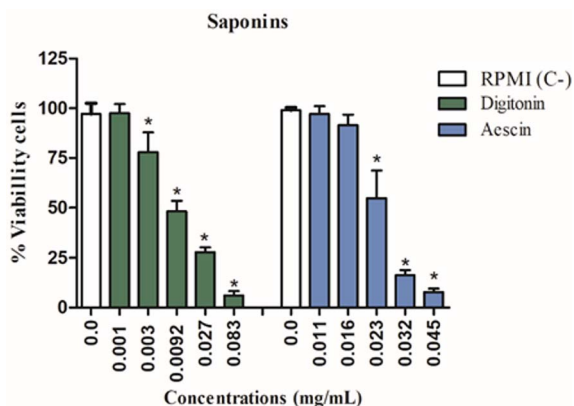 Saponins
% Viabillity cells
125
100
75
50
25
0
* * * *
* * *
0.0 0.001 0.003 0.0092 0.027 0.083 0.0 0.011 0.016 0.023 0.032 0.045
Concentrations (mg/mL)
RPMI (C-)
Digitonin
Aescin